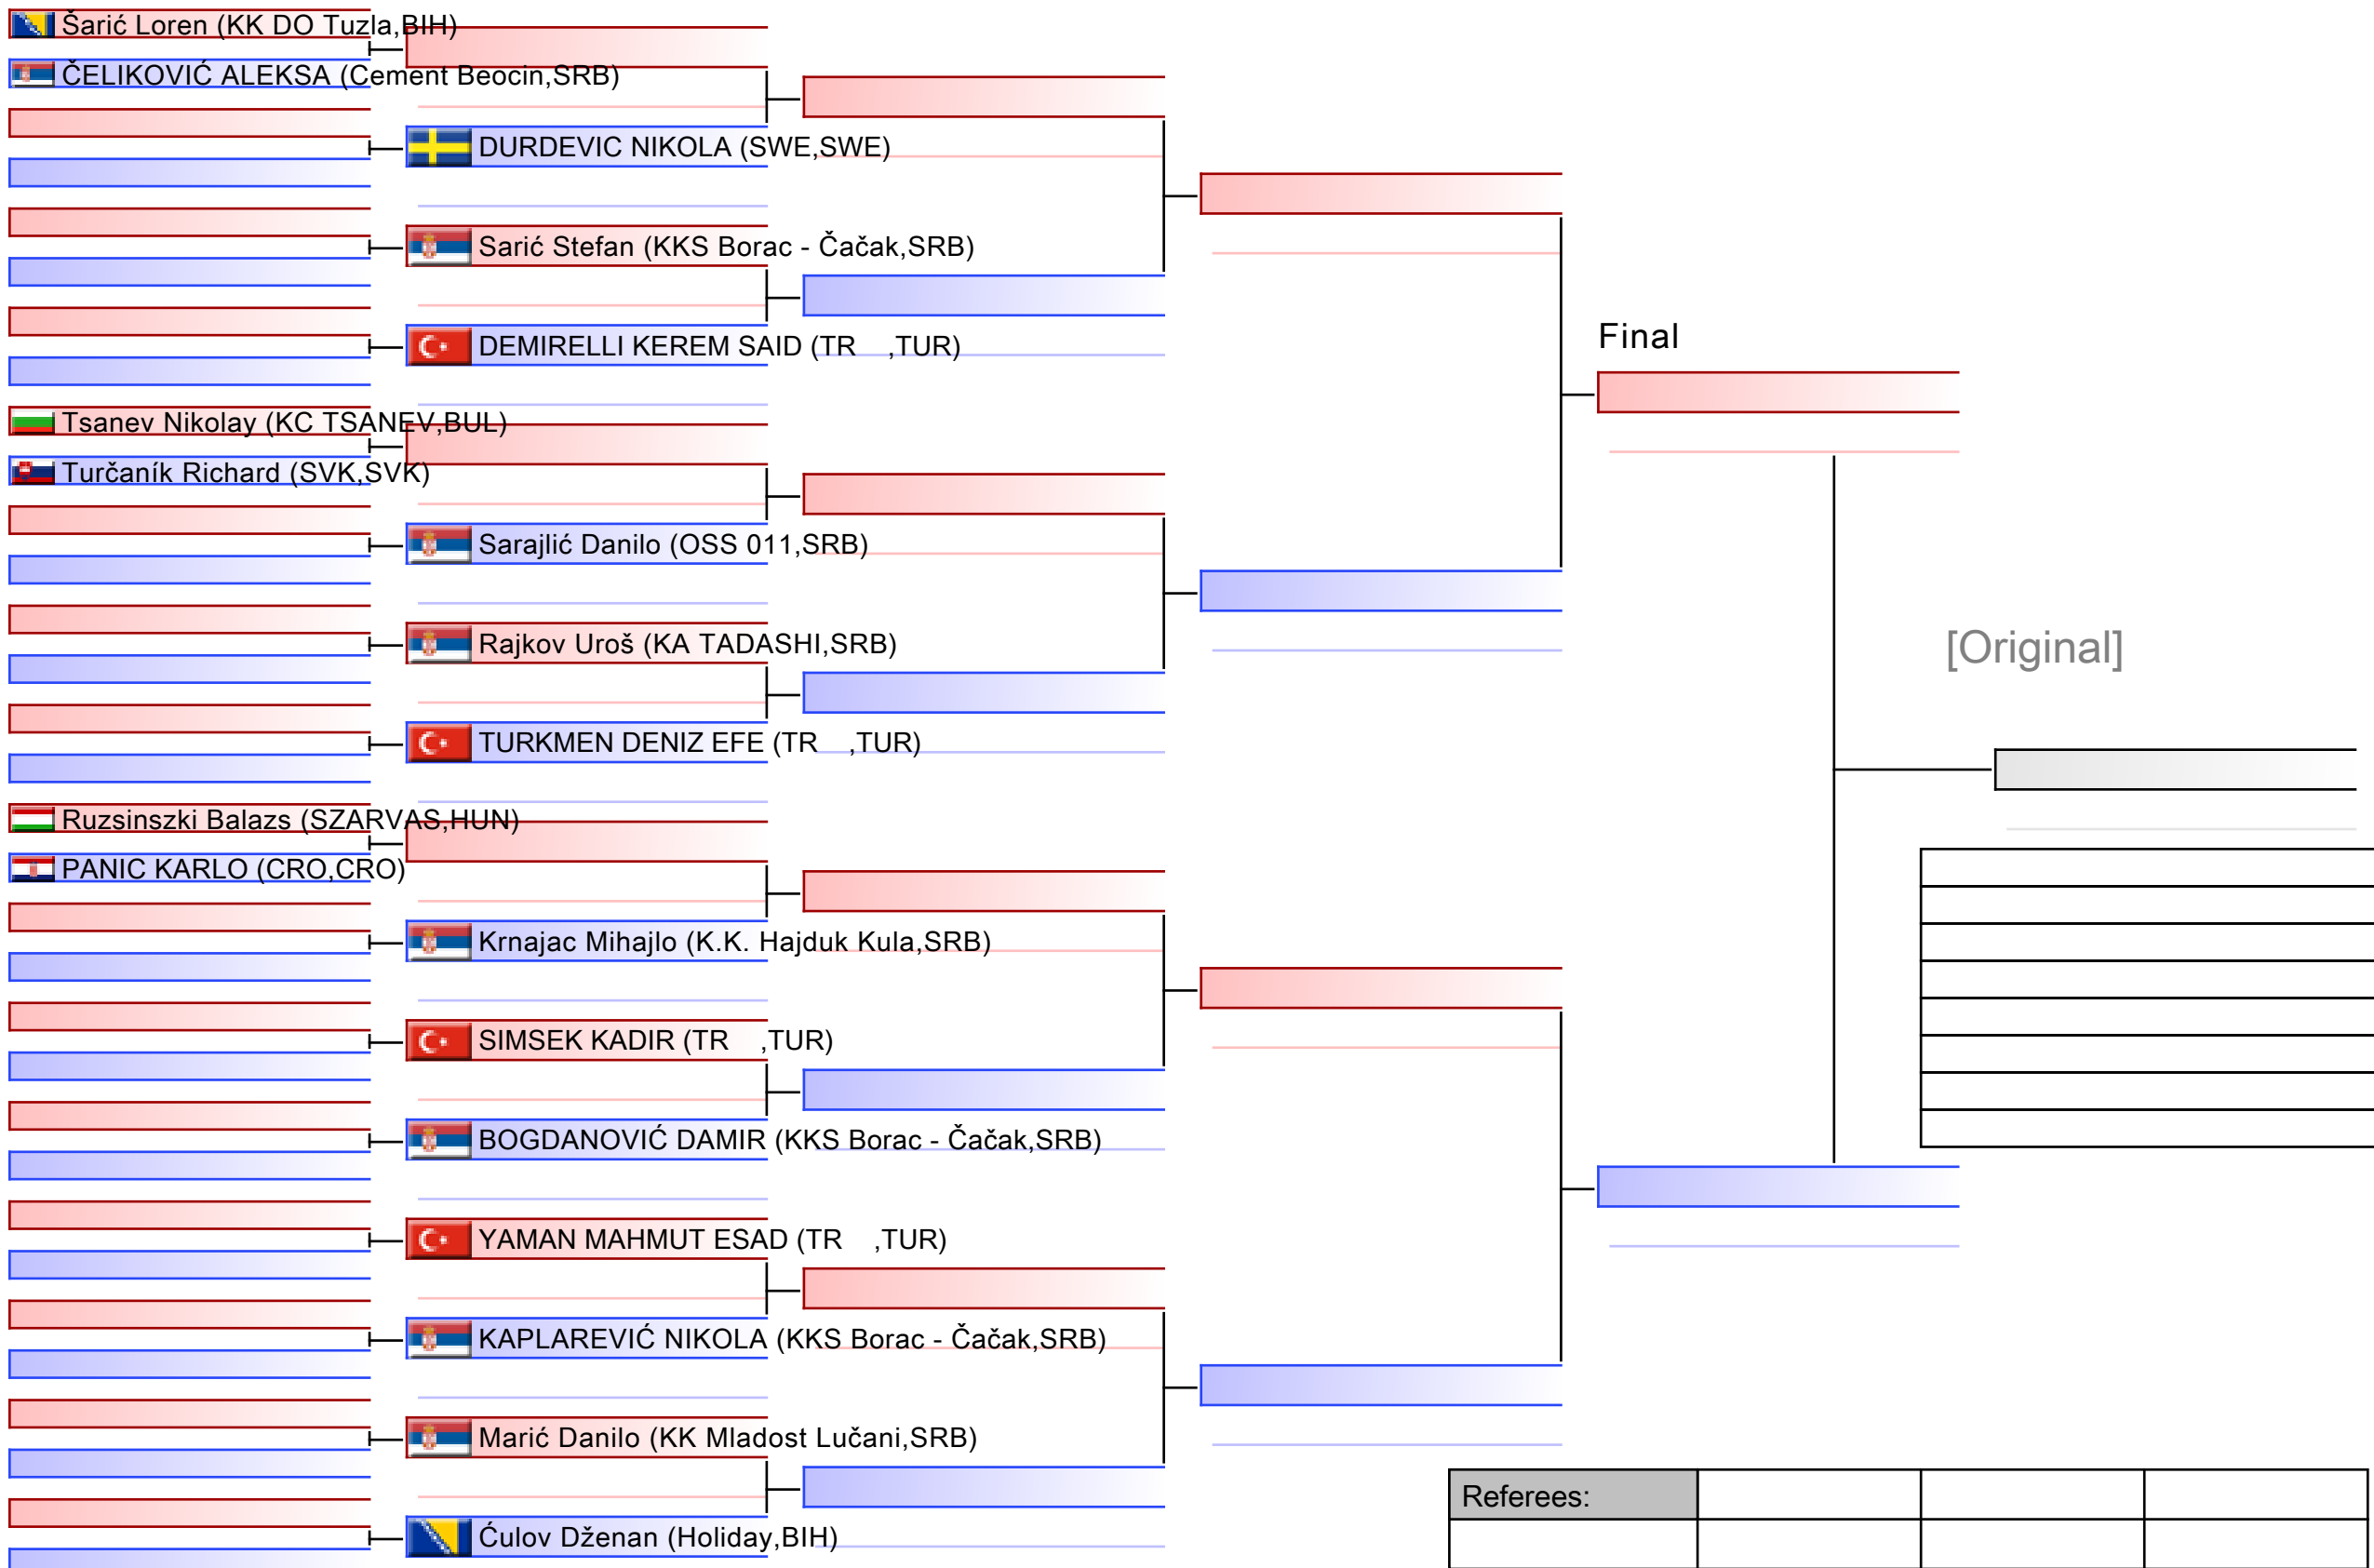 Šarić Loren (KK DO Tuzla,BIH)
ČELIKOVIĆ ALEKSA (Cement Beocin,SRB)
DURDEVIC NIKOLA (SWE,SWE)
Sarić Stefan (KKS Borac - Čačak,SRB)
DEMIRELLI KEREM SAID (TR ,TUR)
Final
Tsanev Nikolay (KC TSANEV,BUL)
Turčaník Richard (SVK,SVK)
Sarajlić Danilo (OSS 011,SRB)
Rajkov Uroš (KA TADASHI,SRB)
[Original]
TURKMEN DENIZ EFE (TR ,TUR)
Ruzsinszki Balazs (SZARVAS,HUN)
PANIC KARLO (CRO,CRO)
Krnajac Mihajlo (K.K. Hajduk Kula,SRB)
SIMSEK KADIR (TR ,TUR)
BOGDANOVIĆ DAMIR (KKS Borac - Čačak,SRB)
YAMAN MAHMUT ESAD (TR ,TUR)
KAPLAREVIĆ NIKOLA (KKS Borac - Čačak,SRB)
Marić Danilo (KK Mladost Lučani,SRB)
Referees:
Ćulov Dženan (Holiday,BIH)